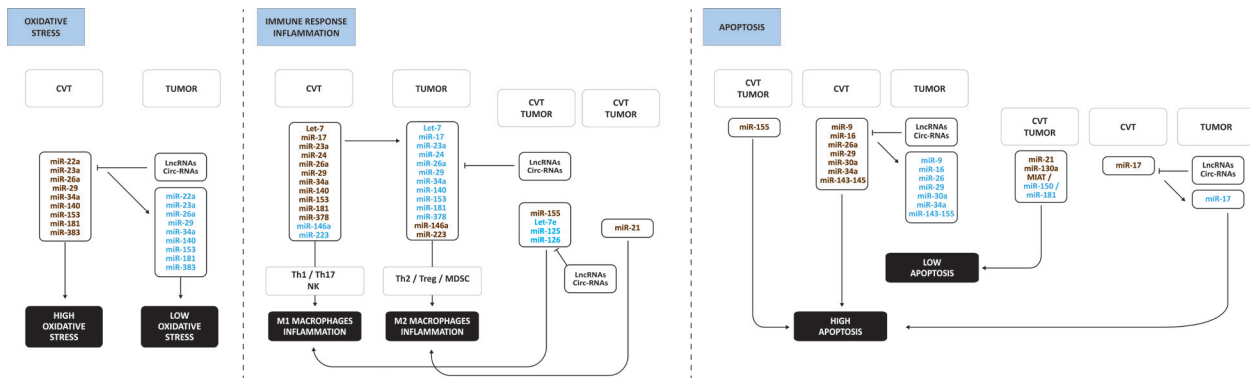 OXIDATIVE
STRESS
CVT
TUMOR
miR-22a
miR-23a
miR-26a
miR-29
miR-34a
miR-140
miR-153
miR-181
miR-383
LncRNAs
Circ-RNAs
miR-22a
miR-23a
miR-26a
miR-29
miR-34a
miR-140
miR-153
miR-181
miR-383
HIGH
OXIDATIVE
STRESS
LOW
OXIDATIVE
STRESS
IMMUNE RESPONSE
INFLAMMATION
CVT
TUMOR
CVT
TUMOR
CVT
TUMOR
Let-7
miR-17
miR-23a
miR-24
miR-26a
miR-29
miR-34a
miR-140
miR-153
miR-181
miR-378
miR-146a
miR-223
Let-7
miR-17
miR-23a
miR-24
miR-26a
miR-29
miR-34a
miR-140
miR-153
miR-181
miR-378
miR-146a
miR-223
LncRNAs
Circ-RNAs
miR-155
Let-7e
miR-125
miR-126
miR-21
LncRNAs
Circ-RNAs
Th1 / Th17
NK
Th2 / Treg / MDSC
M1 MACROPHAGES
INFLAMMATION
M2 MACROPHAGES
INFLAMMATION
APOPTOSIS
CVT
TUMOR
CVT
TUMOR
CVT
TUMOR
CVT
TUMOR
miR-155
miR-9
miR-16
miR-26a
miR-29
miR-30a
miR-34a
miR-143-145
LncRNAs
Circ-RNAs
miR-9
miR-16
miR-26
miR-29
miR-30a
miR-34a
miR-143-155
miR-21
miR-130a
MIAT /
miR-150 /
miR-181
miR-17
LncRNAs
Circ-RNAs
miR-17
LOW
APOPTOSIS
HIGH
APOPTOSIS